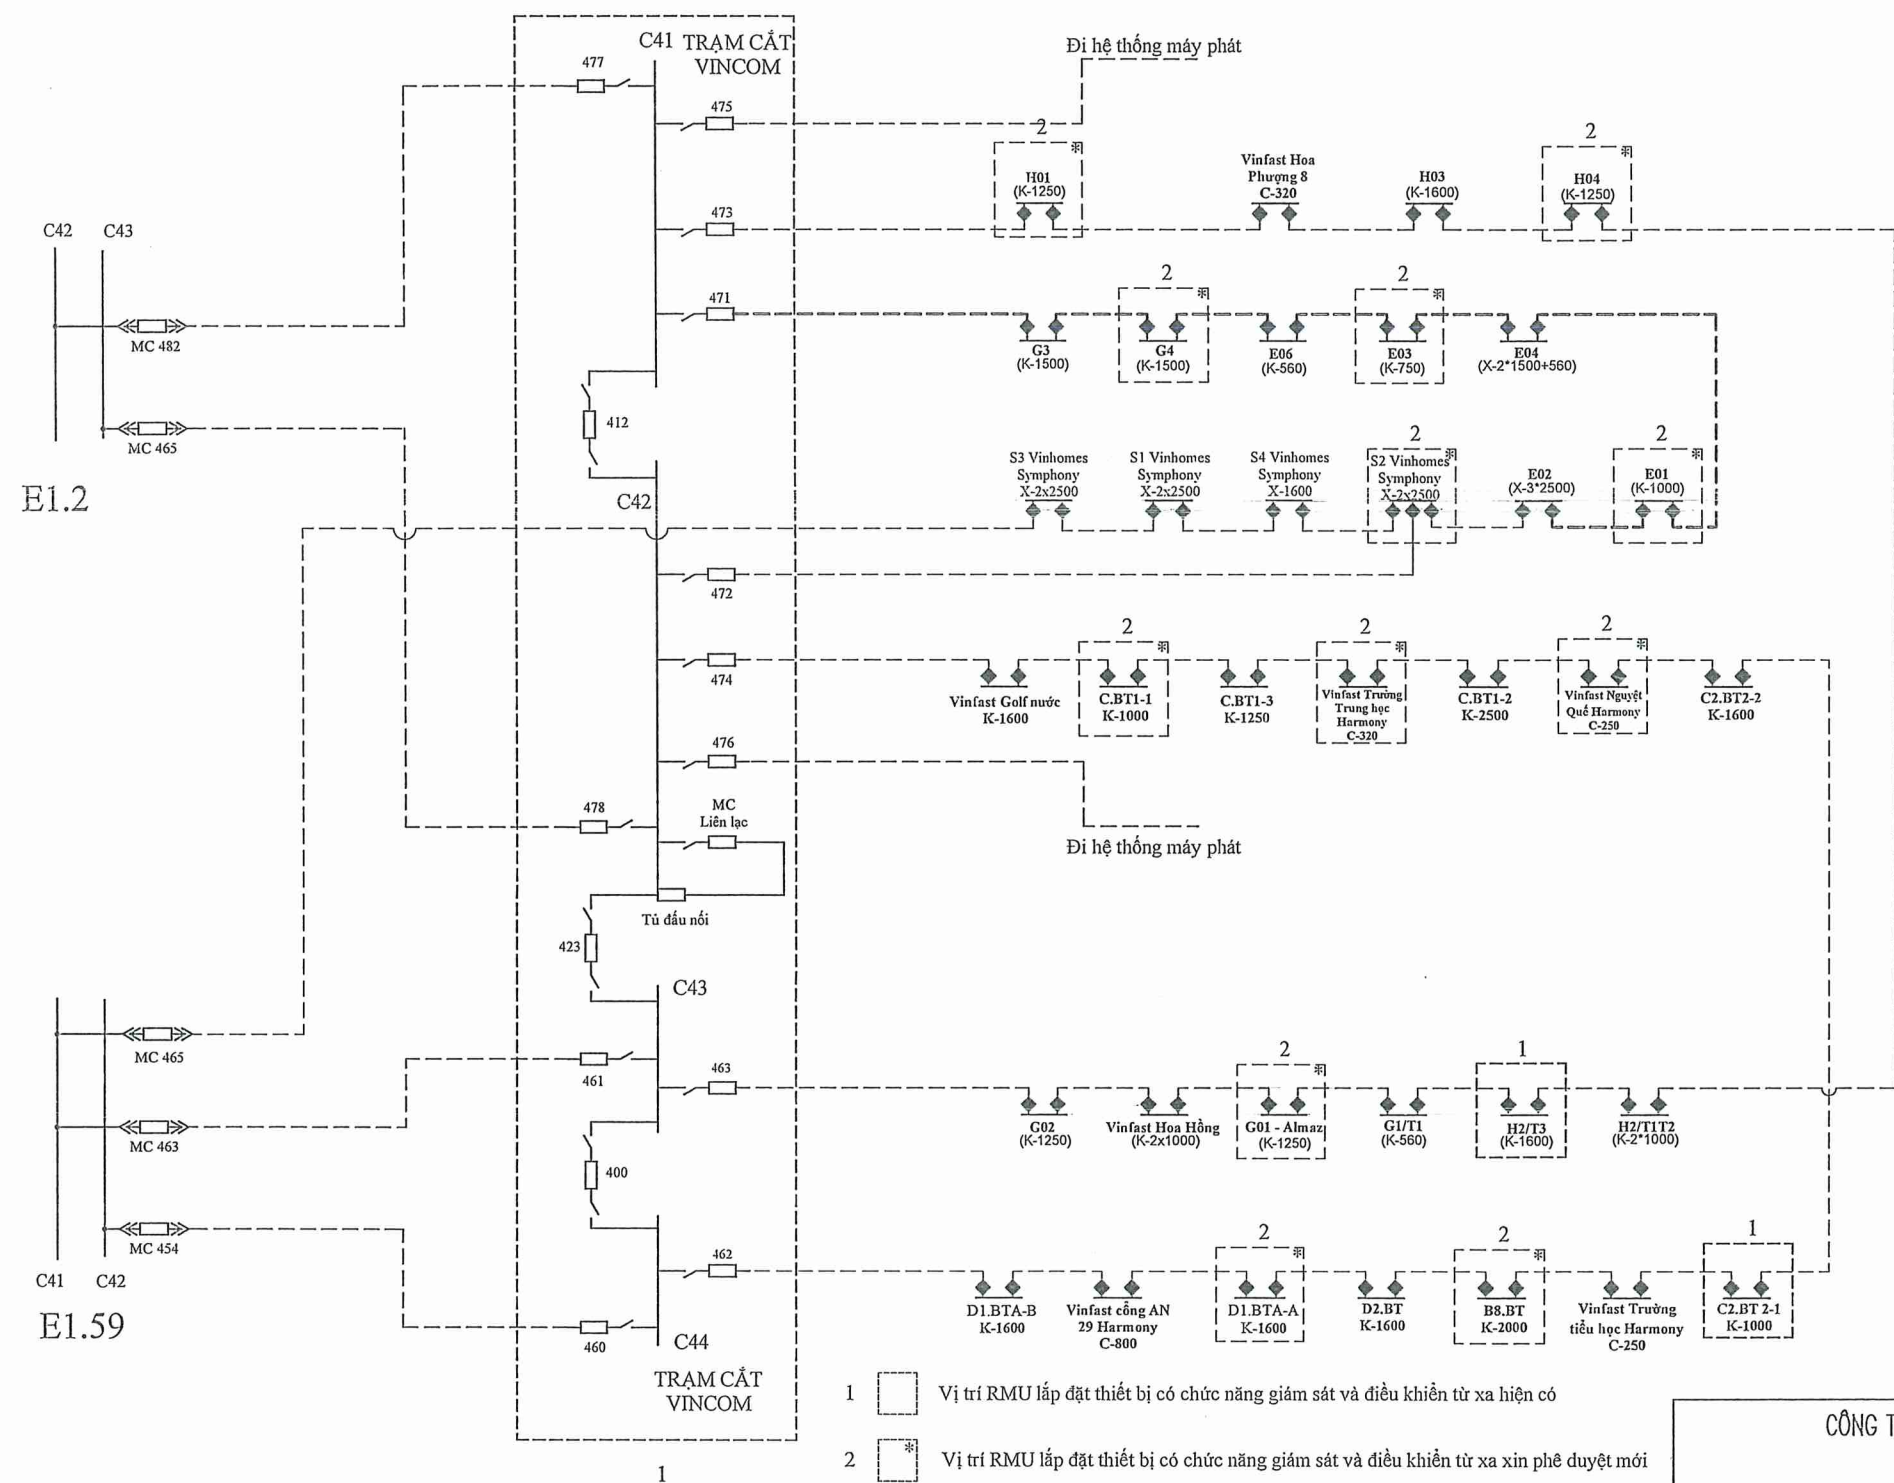 C41 TRẠM CẮT
VINCOM
Đi hệ thống máy phát
477
475
2
*
H01
(K-1250)
Vinfast Hoa
Phượng 8
C-320
H03
(K-1600)
2
*
H04
(K-1250)
473
C42
C43
MC 482
471
G3
(K-1500)
2
*
G4
(K-1500)
E06
(K-560)
2
*
E03
(K-750)
E04
(X-2*1500+560)
412
MC 465
E1.2
C42
S3 Vinhomes
Symphony
X-2x2500
S1 Vinhomes
Symphony
X-2x2500
S4 Vinhomes
Symphony
X-1600
2
*
S2 Vinhomes
Symphony
X-2x2500
E02
(X-3*2500)
2
*
E01
(K-1000)
472
474
Vinfast Golf nước
K-1600
2
*
C.BT1-1
K-1000
C.BT1-3
K-1250
2
*
Vinfast Trường
Trung học
Harmony
C-320
C.BT1-2
K-2500
2
*
Vinfast Nguyệt
Quế Harmony
C-250
C2.BT2-2
K-1600
476
Đi hệ thống máy phát
478
MC
Liên lạc
Tủ đấu nối
423
C43
MC 465
461
463
G02
(K-1250)
Vinfast Hoa Hồng
(K-2x1000)
2
*
G01 - Almaz
(K-1250)
G1/T1
(K-560)
1
H2/T3
(K-1600)
H2/T1T2
(K-2*1000)
MC 463
400
MC 454
C41
C42
E1.59
462
D1.BTA-B
K-1600
Vinfast cổng AN
29 Harmony
C-800
2
*
D1.BTA-A
K-1600
D2.BT
K-1600
2
*
B8.BT
K-2000
Vinfast Trường
tiểu học Harmony
C-250
1
C2.BT 2-1
K-1000
460
C44
TRẠM CẮT
VINCOM
1
1 Vị trí RMU lắp đặt thiết bị có chức năng giám sát và điều khiển từ xa hiện có
2 * Vị trí RMU lắp đặt thiết bị có chức năng giám sát và điều khiển từ xa xin phê duyệt mới
CÔNG T